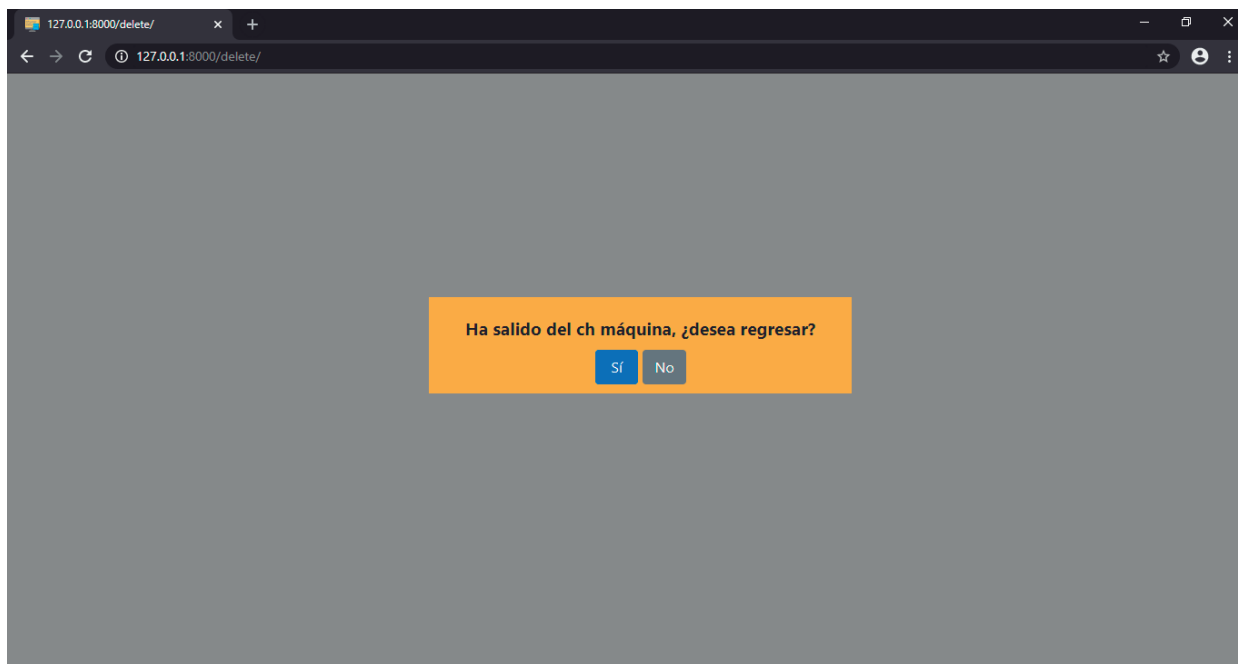 127.0.0.1:8000/delete/
127.0.0.1:8000/delete/
Ha salido del ch máquina, ¿desea regresar?
Sí No